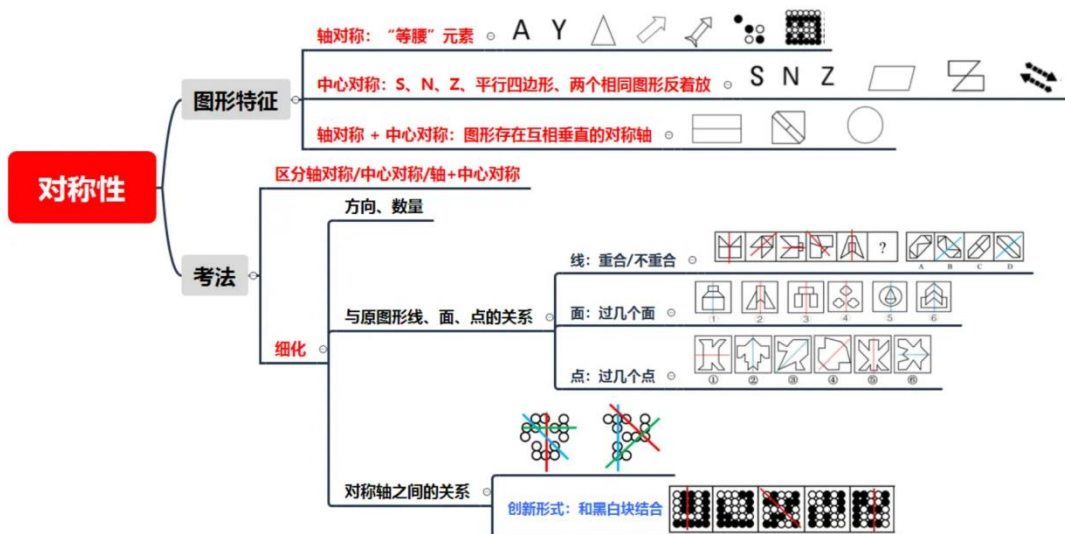 轴对称：“等腰”元素 A Y
中心对称：S、N、Z、平行四边形、两个相同图形反着放 S N Z
图形特征
轴对称 + 中心对称：图形存在互相垂直的对称轴
对称性
区分轴对称/中心对称/轴+中心对称
方向、数量
考法
线：重合/不重合 ?
A B C D
与原图形线、面、点的关系
面：过几个面
1 2 3 4 5 6
细化
点：过几个点
① ② ③ ④ ⑤ ⑥
对称轴之间的关系
创新形式：和黑白块结合